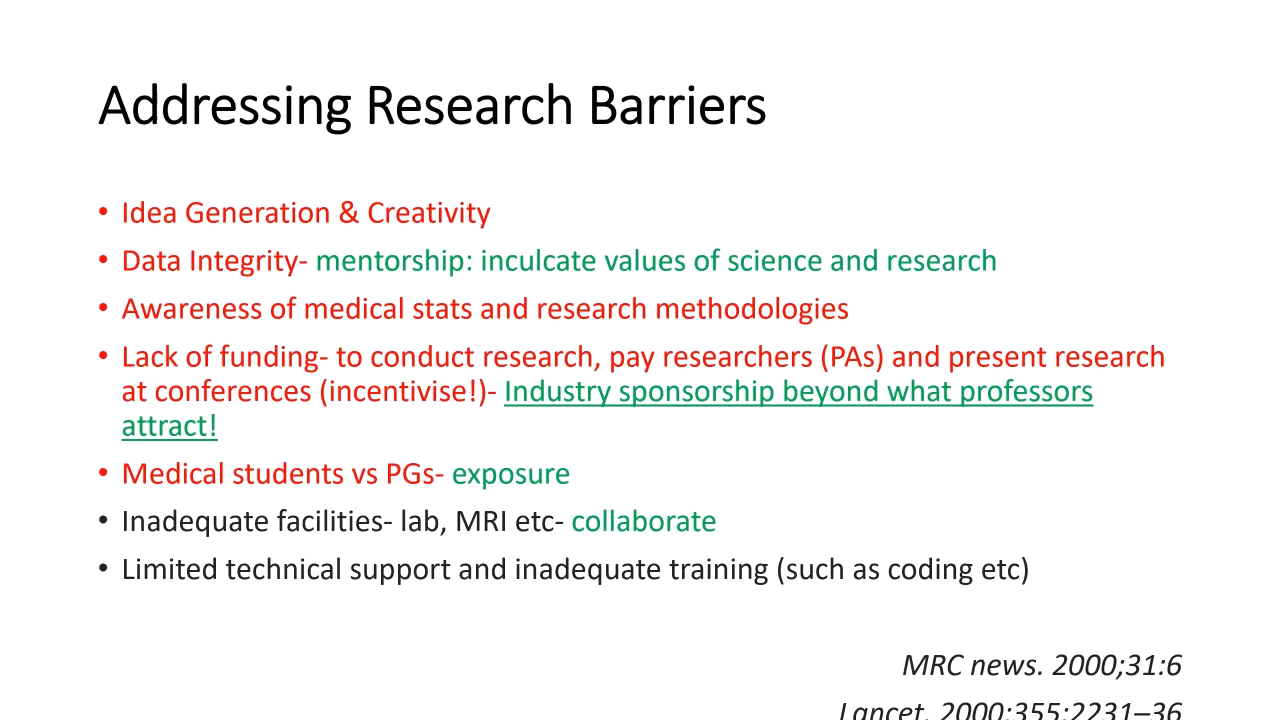 Addressing Research Barriers
• Idea Generation & Creativity
• Data Integrity- mentorship: inculcate values of science and research
• Awareness of medical stats and research methodologies
• Lack of funding- to conduct research, pay researchers (PAs) and present research
at conferences (incentivise!)- Industry sponsorship beyond what professors
attract!
• Medical students vs PGs- exposure
• Inadequate facilities- lab, MRI etc- collaborate
• Limited technical support and inadequate training (such as coding etc)
MRC news. 2000;31:6
Lancet. 2000;355:2231–36